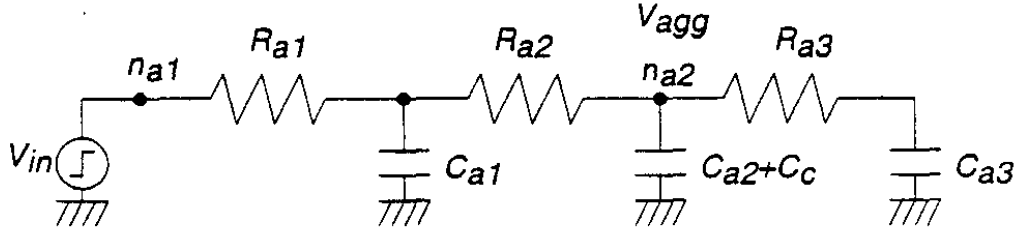 Vagg
Ra1 Ra2 Ra3
na1 na2
Vin Ca1 Ca2+Cc Ca3